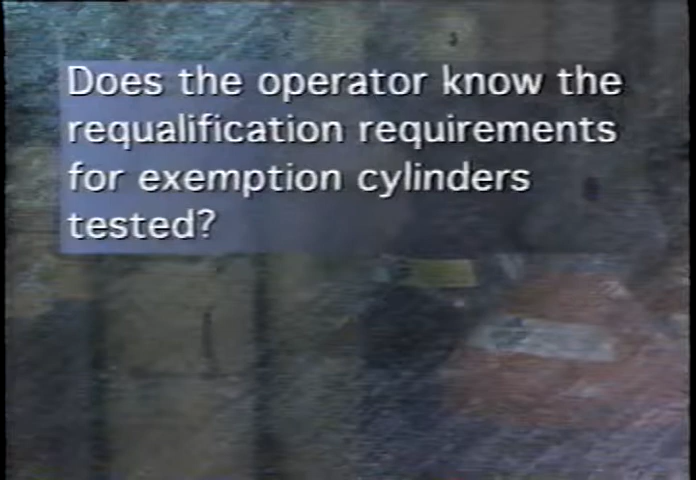 Does the operator know the
requalification requirements
for exemption cylinders
tested?